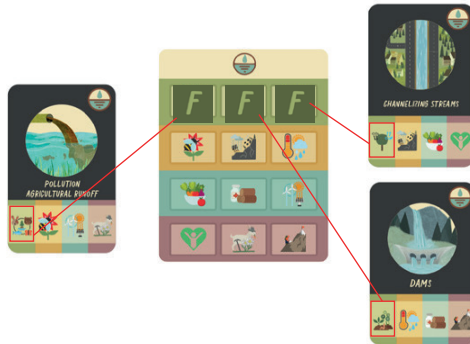 F F F
CHANNELIZING STREAMS
POLLUTION
AGRICULTURAL RUNOFF
DAMS